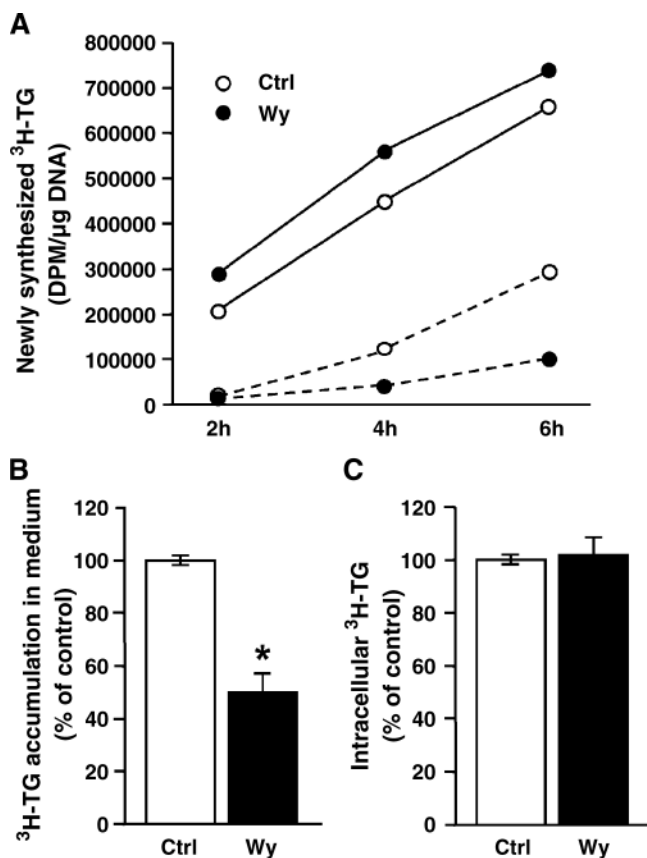 A
Newly synthesized ³H-TG
(DPM/µg DNA)
800000
700000
600000
500000
400000
300000
200000
100000
0
Ctrl
Wy
2h 4h 6h
B
³H-TG accumulation in medium
(% of control)
120
100
80
60
40
20
0
*
Ctrl Wy
C
Intracellular ³H-TG
(% of control)
120
100
80
60
40
20
0
Ctrl Wy